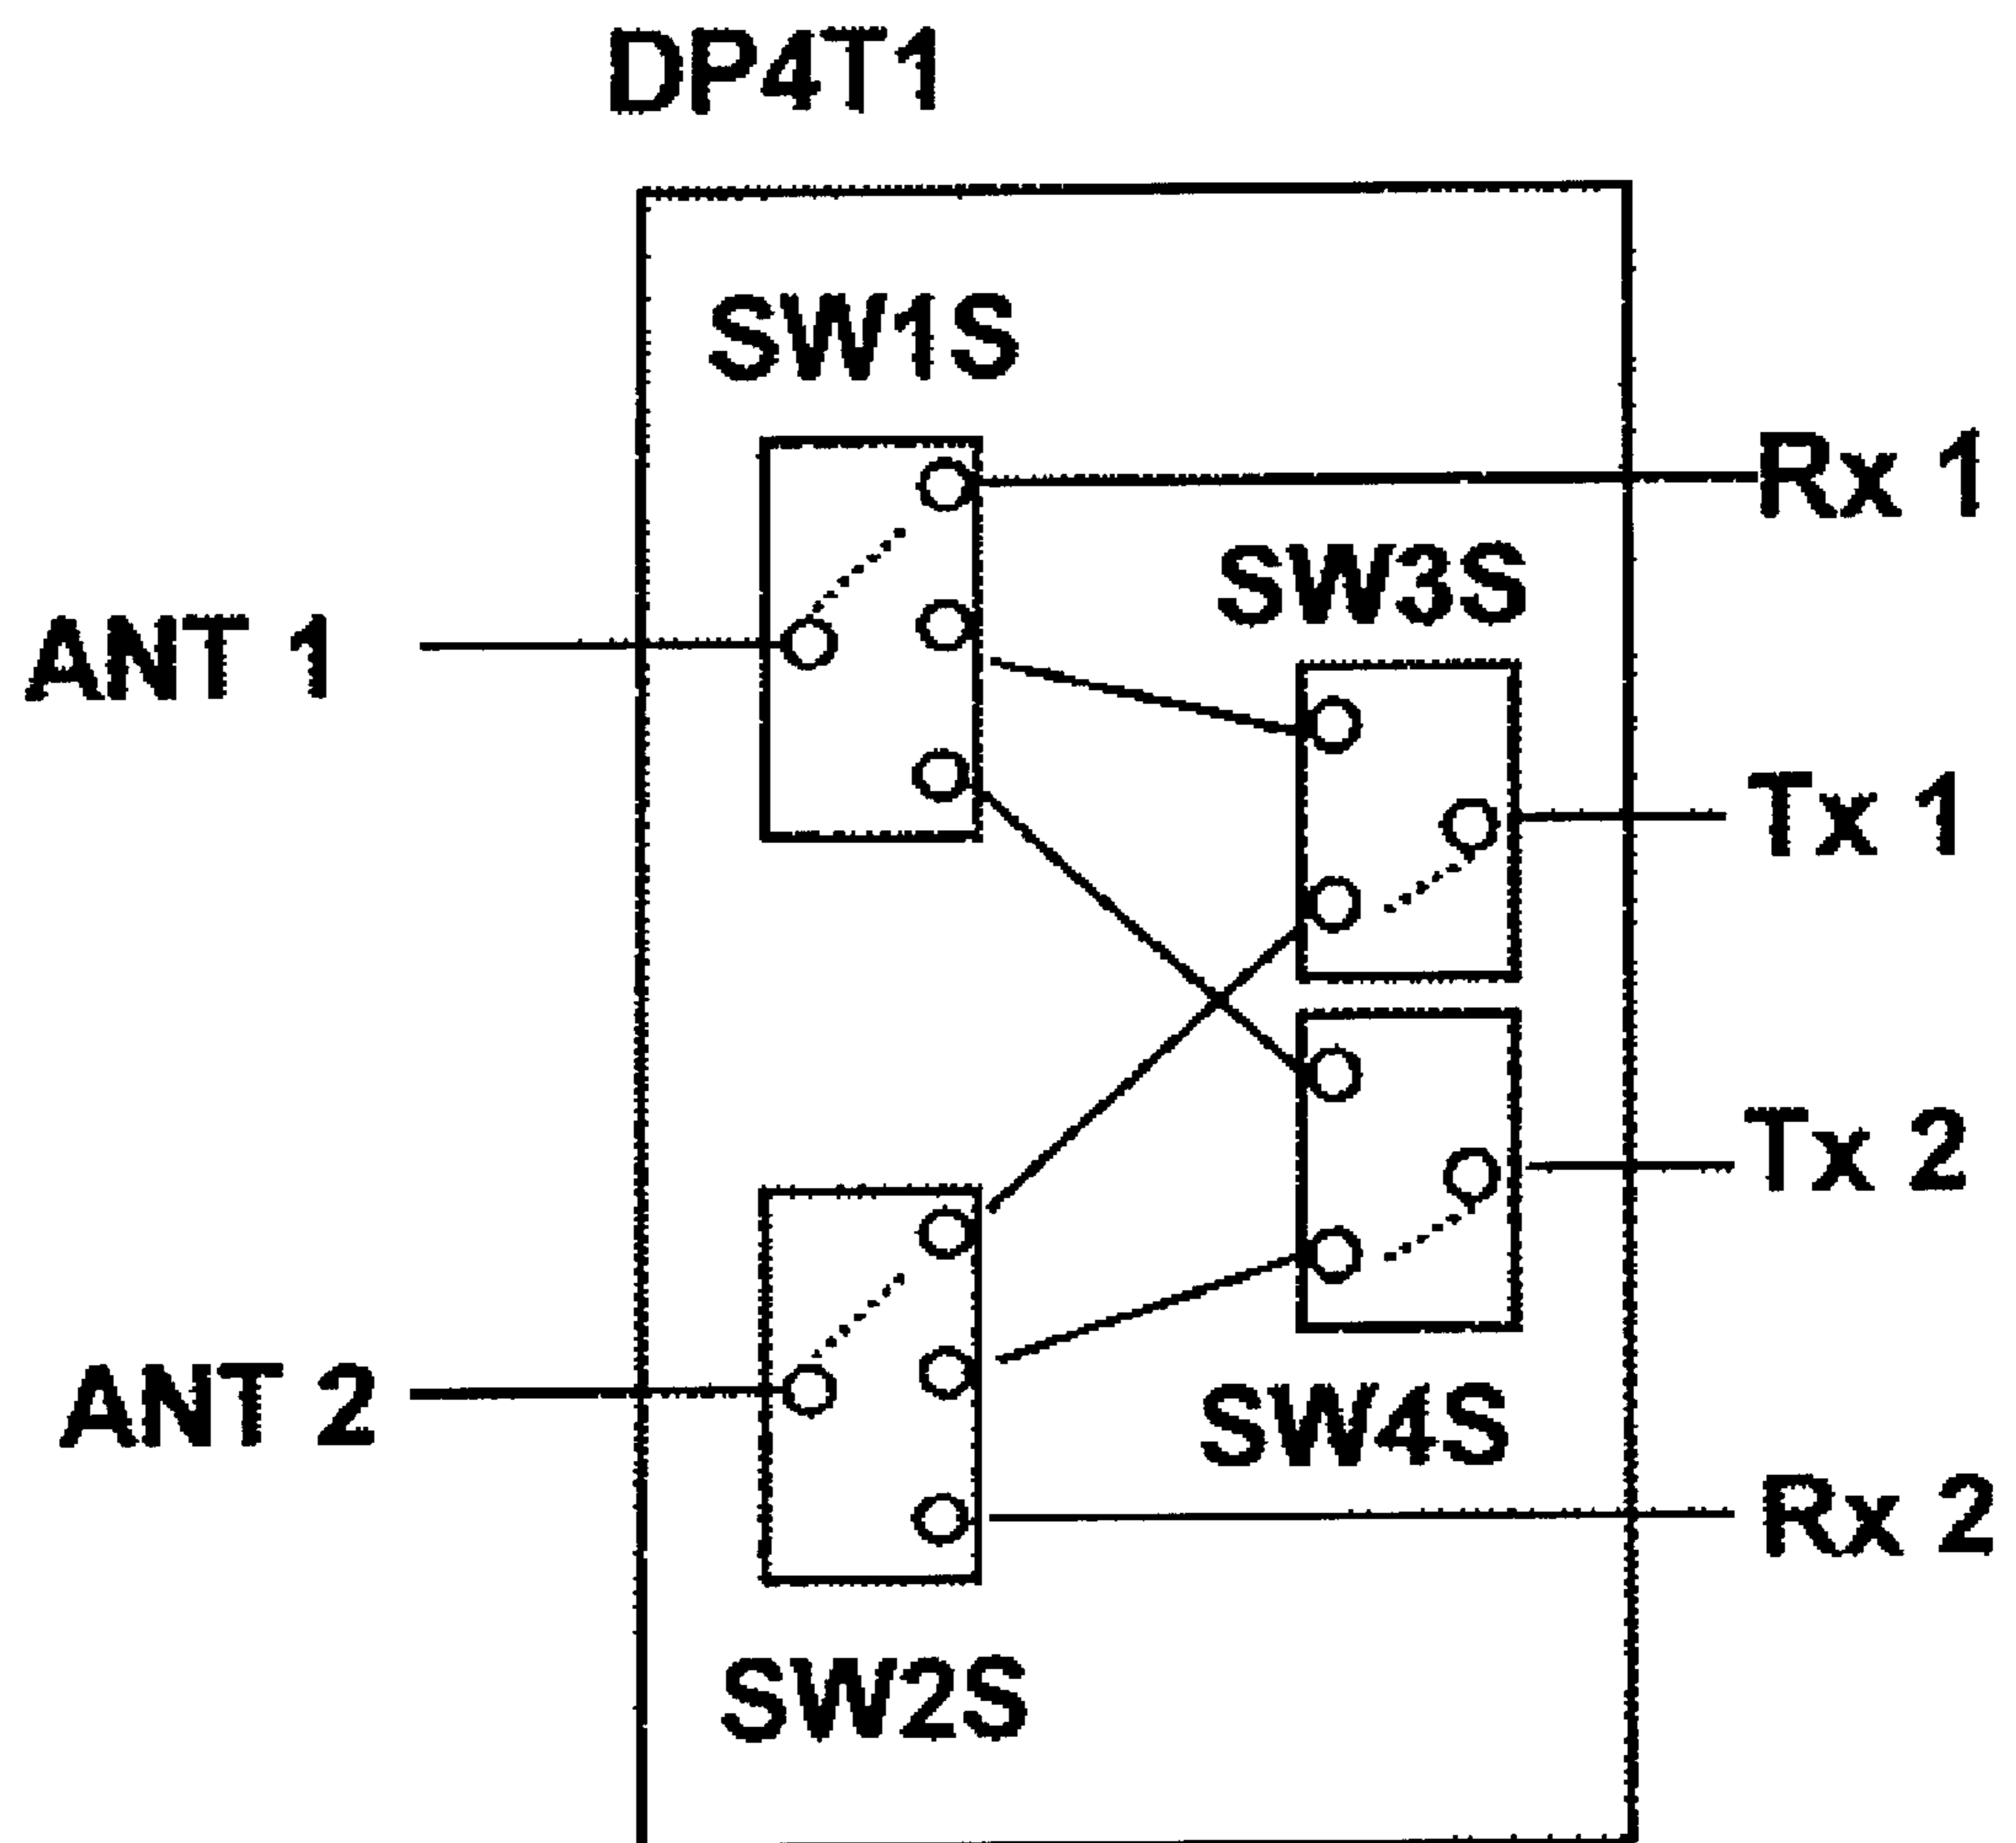 DP4T1
SW1S
Rx 1
SW3S
ANT 1
Tx 1
Tx 2
ANT 2
SW4S
Rx 2
SW2S